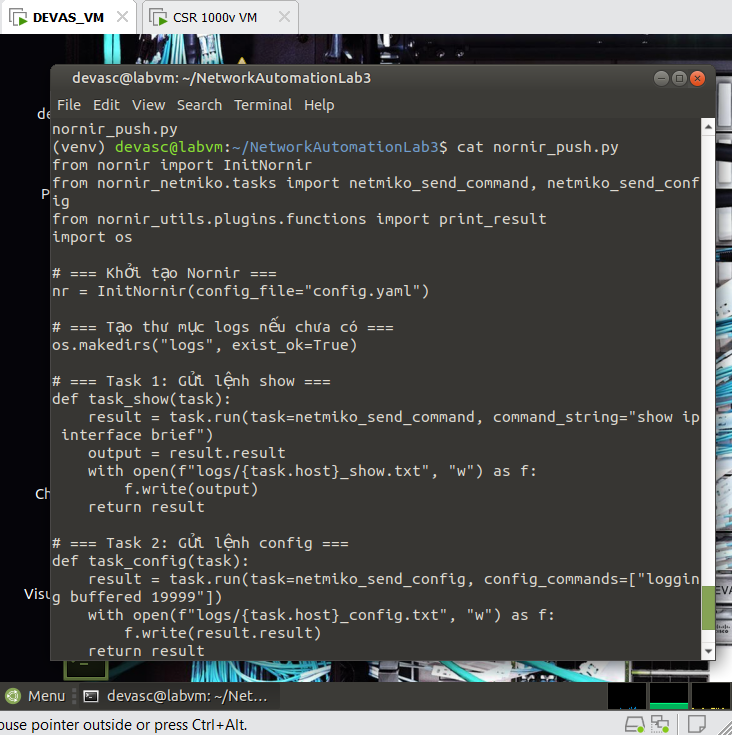 DEVAS_VM
CSR 1000v VM
devasc@labvm: ~/NetworkAutomationLab3
File Edit View Search Terminal Help
nornir_push.py
(venv) devasc@labvm:~/NetworkAutomationLab3$ cat nornir_push.py
from nornir import InitNornir
from nornir_netmiko.tasks import netmiko_send_command, netmiko_send_conf
ig
from nornir_utils.plugins.functions import print_result
import os
# === Khởi tạo Nornir ===
nr = InitNornir(config_file="config.yaml")
# === Tạo thư mục logs nếu chưa có ===
os.makedirs("logs", exist_ok=True)
# === Task 1: Gửi lệnh show ===
def task_show(task):
    result = task.run(task=netmiko_send_command, command_string="show ip
 interface brief")
    output = result.result
    with open(f"logs/{task.host}_show.txt", "w") as f:
        f.write(output)
    return result
# === Task 2: Gửi lệnh config ===
def task_config(task):
    result = task.run(task=netmiko_send_config, config_commands=["loggin
g buffered 19999"])
    with open(f"logs/{task.host}_config.txt", "w") as f:
        f.write(result.result)
    return result
de
P
Ch
Visu
Menu
devasc@labvm: ~/Net...
ouse pointer outside or press Ctrl+Alt.